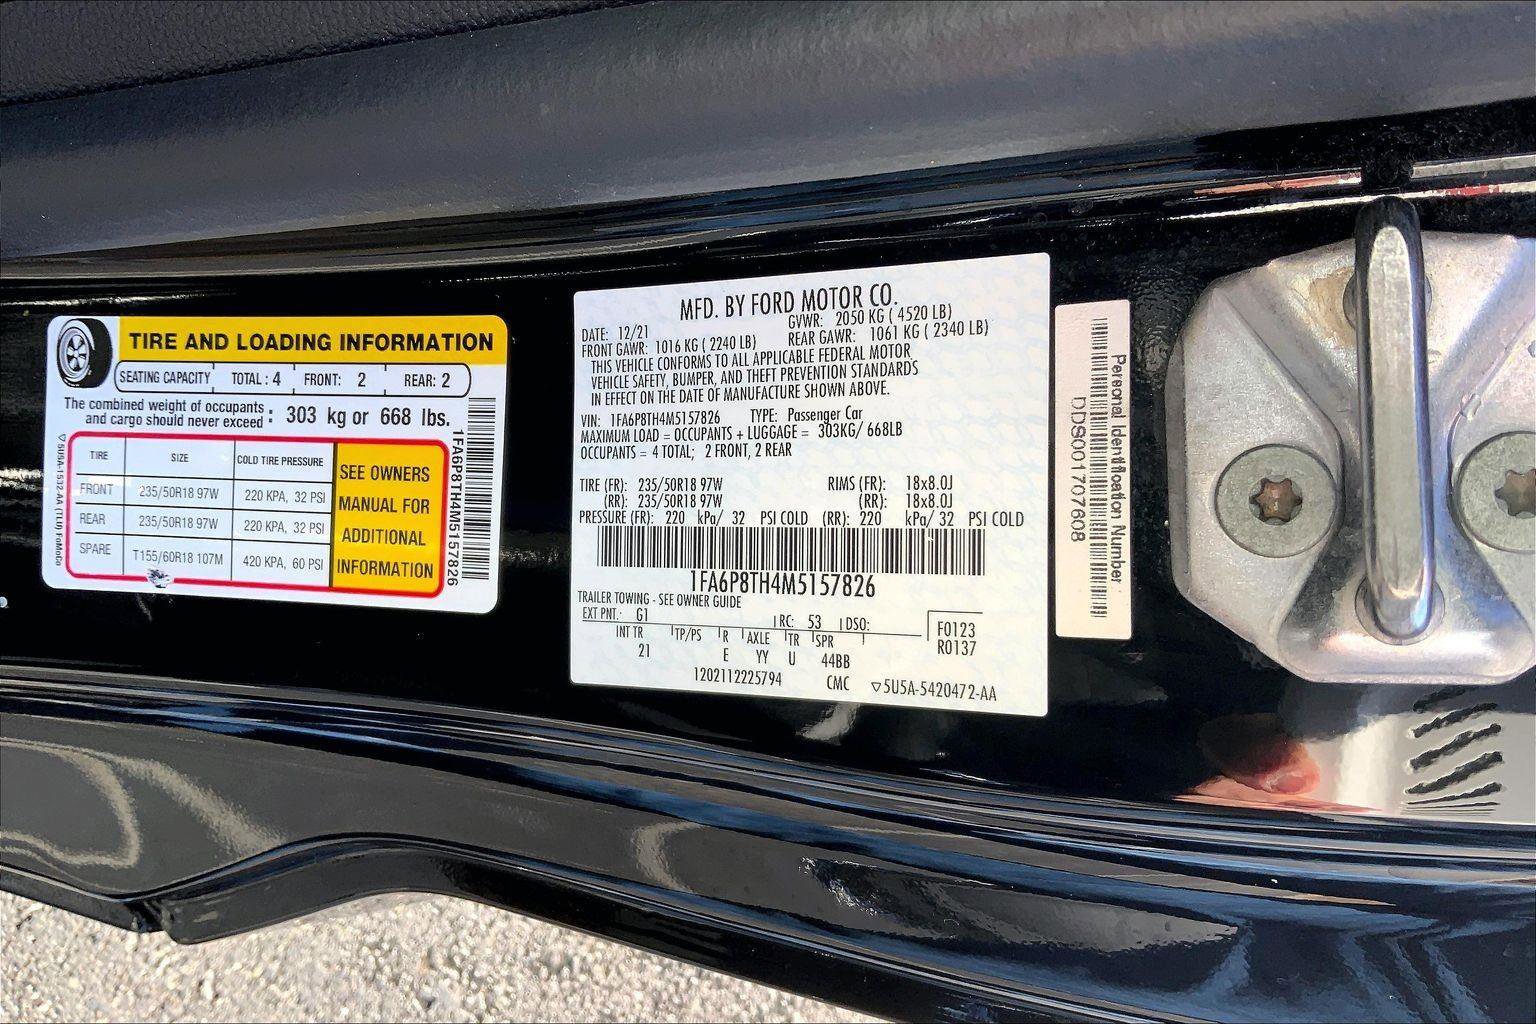 TIRE AND LOADING INFORMATION
SEATING CAPACITY TOTAL : 4 FRONT: 2 REAR: 2
The combined weight of occupants
and cargo should never exceed : 303 kg or 668 lbs.
TIRE SIZE COLD TIRE PRESSURE
FRONT 235/50R18 97W 220 KPA, 32 PSI
REAR 235/50R18 97W 220 KPA, 32 PSI
SPARE T155/60R18 107M 420 KPA, 60 PSI
SEE OWNERS
MANUAL FOR
ADDITIONAL
INFORMATION
5U5A-1532-AA (TL0) FoMoCo
1FA6P8TH4M5157826
MFD. BY FORD MOTOR CO.
DATE: 12/21 GVWR: 2050 KG ( 4520 LB)
FRONT GAWR: 1016 KG ( 2240 LB) REAR GAWR: 1061 KG ( 2340 LB)
THIS VEHICLE CONFORMS TO ALL APPLICABLE FEDERAL MOTOR
VEHICLE SAFETY, BUMPER, AND THEFT PREVENTION STANDARDS
IN EFFECT ON THE DATE OF MANUFACTURE SHOWN ABOVE.
VIN: 1FA6P8TH4M5157826 TYPE: Passenger Car
MAXIMUM LOAD = OCCUPANTS + LUGGAGE = 303KG/ 668LB
OCCUPANTS = 4 TOTAL; 2 FRONT, 2 REAR
TIRE (FR): 235/50R18 97W RIMS (FR): 18x8.0J
(RR): 235/50R18 97W (RR): 18x8.0J
PRESSURE (FR): 220 kPa/ 32 PSI COLD (RR): 220 kPa/ 32 PSI COLD
1FA6P8TH4M5157826
TRAILER TOWING - SEE OWNER GUIDE
EXT PNT: G1 RC: 53 DSO:
INT TR TP/PS R AXLE TR SPR
21 E YY U 44BB
F0123
R0137
1202112225794 CMC 5U5A-5420472-AA
Personal Identification Number
DDS001707608